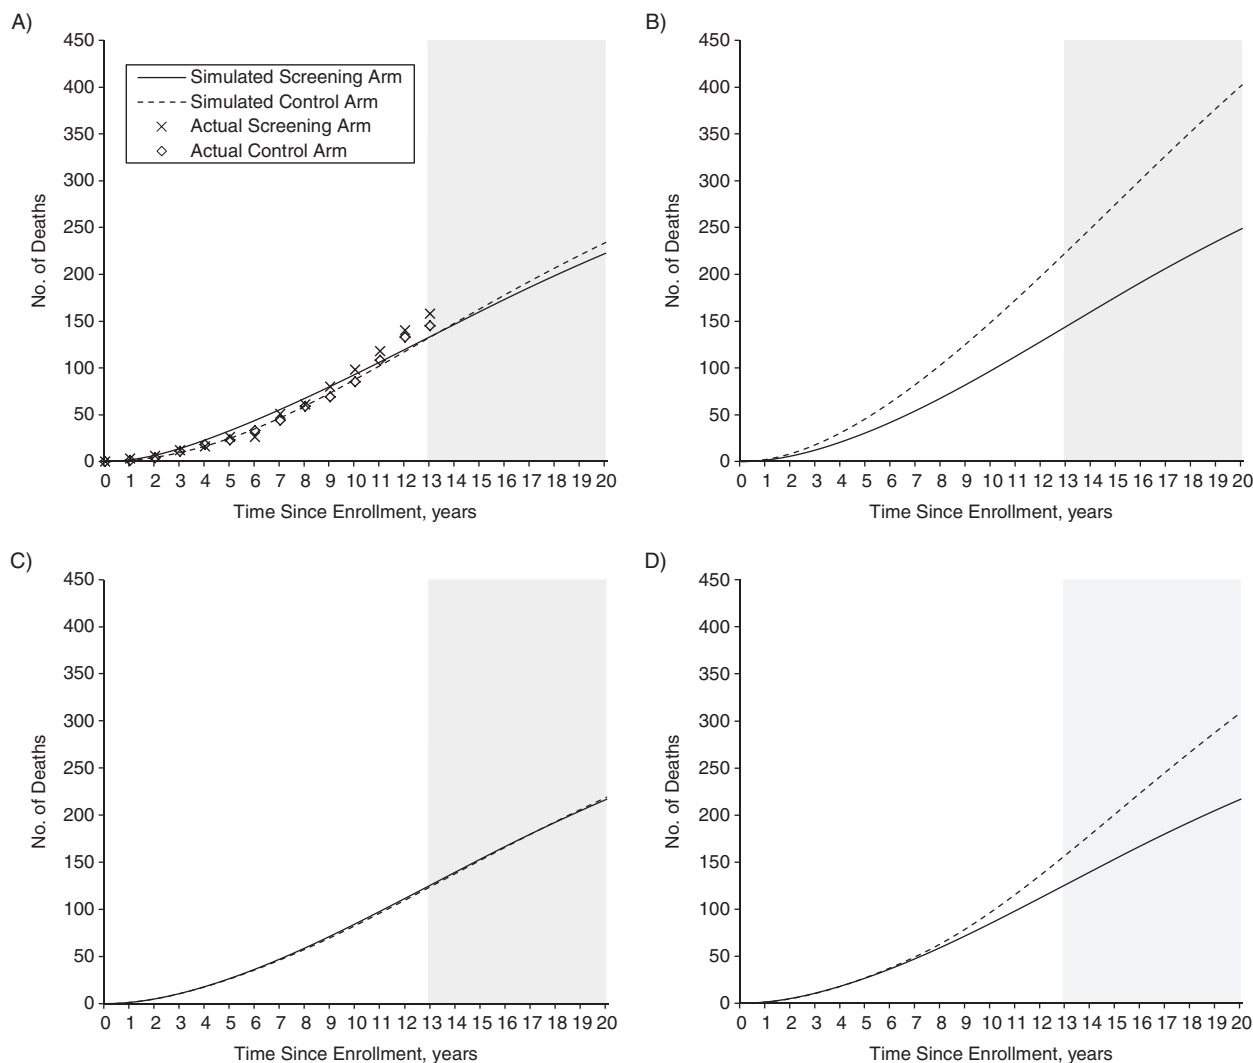 A)
450
400
350
300
250
200
150
100
50
0
No. of Deaths
Simulated Screening Arm
Simulated Control Arm
Actual Screening Arm
Actual Control Arm
0 1 2 3 4 5 6 7 8 9 10 11 12 13 14 15 16 17 18 19 20
Time Since Enrollment, years
B)
450
400
350
300
250
200
150
100
50
0
No. of Deaths
0 1 2 3 4 5 6 7 8 9 10 11 12 13 14 15 16 17 18 19 20
Time Since Enrollment, years
C)
450
400
350
300
250
200
150
100
50
0
No. of Deaths
0 1 2 3 4 5 6 7 8 9 10 11 12 13 14 15 16 17 18 19 20
Time Since Enrollment, years
D)
450
400
350
300
250
200
150
100
50
0
No. of Deaths
0 1 2 3 4 5 6 7 8 9 10 11 12 13 14 15 16 17 18 19 20
Time Since Enrollment, years